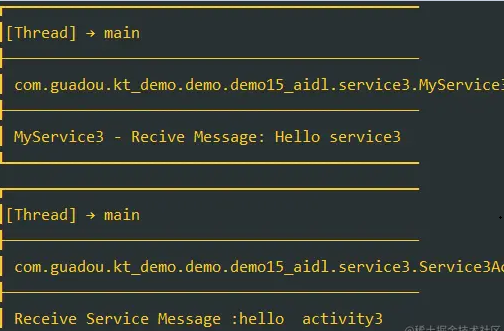 [Thread] → main
com.guadou.kt_demo.demo.demo15_aidl.service3.MyService3
MyService3 - Recive Message: Hello service3
[Thread] → main
com.guadou.kt_demo.demo.demo15_aidl.service3.Service3Ac
Receive Service Message :hello  activity3
@稀土掘金技术社区